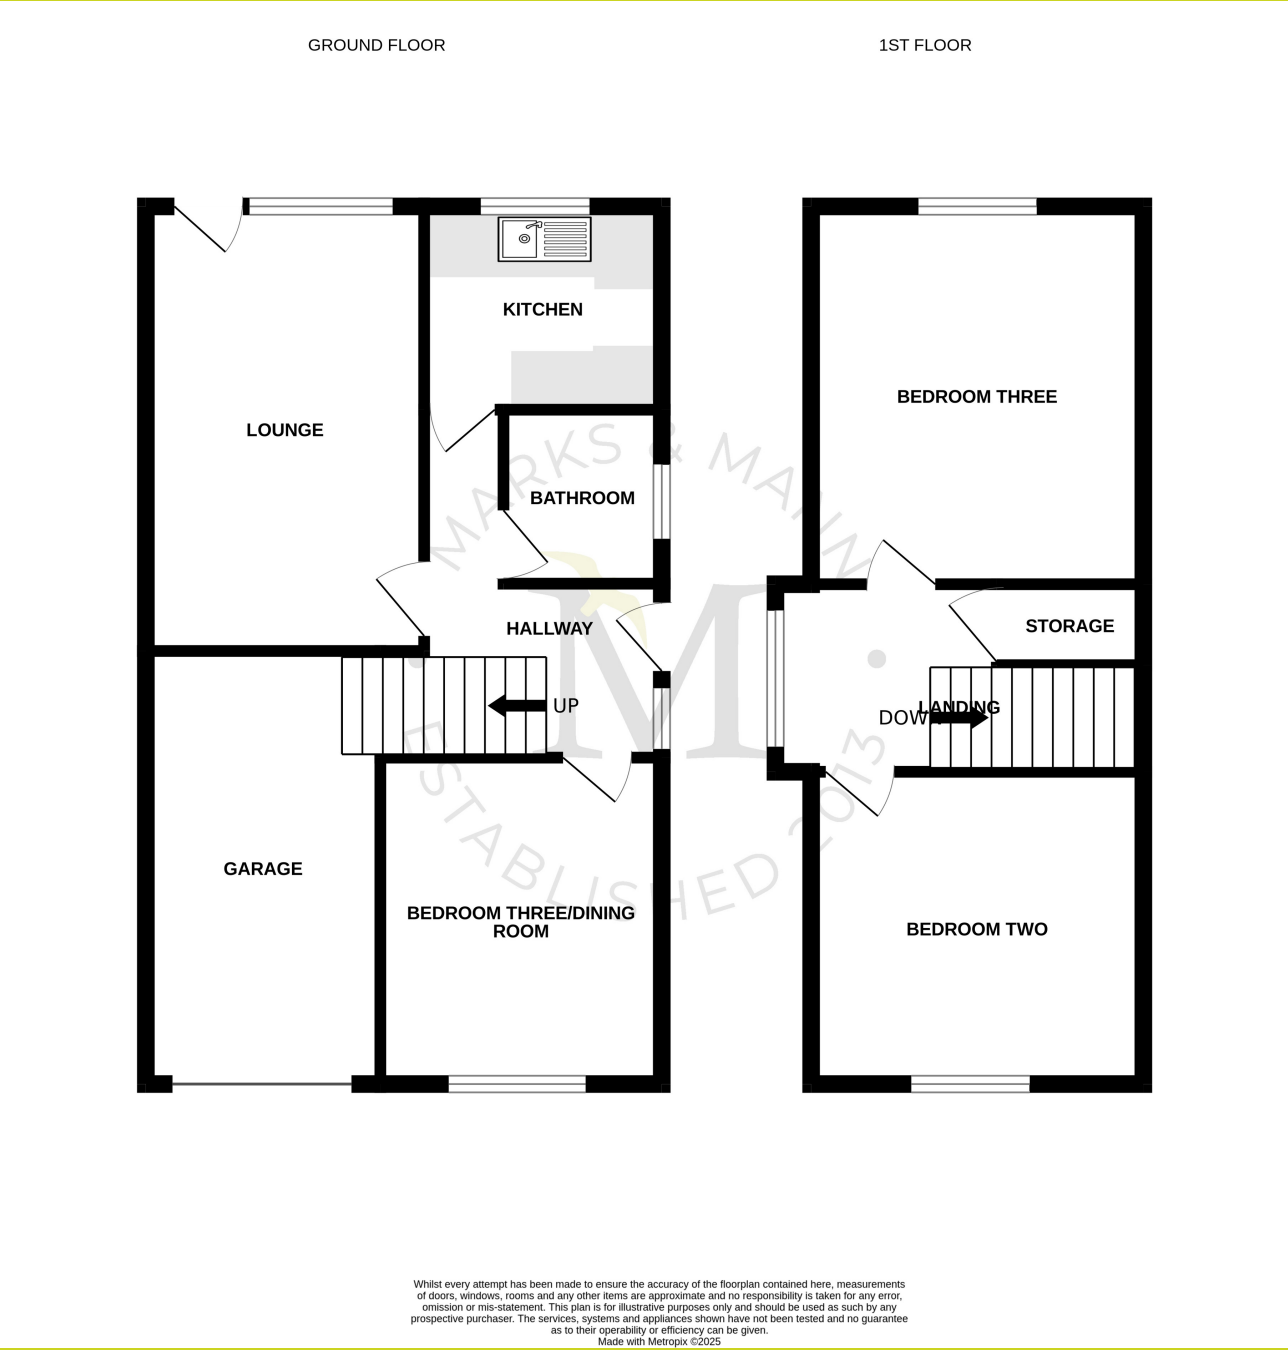 GROUND FLOOR
1ST FLOOR
KITCHEN
BEDROOM THREE
LOUNGE
MARKS & MANN
BATHROOM
M
HALLWAY
STORAGE
UP
LANDING
DOWN
GARAGE
BEDROOM THREE/DINING
ROOM
BEDROOM TWO
ESTABLISHED 2013
Whilst every attempt has been made to ensure the accuracy of the floorplan contained here, measurements
of doors, windows, rooms and any other items are approximate and no responsibility is taken for any error,
omission or mis-statement. This plan is for illustrative purposes only and should be used as such by any
prospective purchaser. The services, systems and appliances shown have not been tested and no guarantee
as to their operability or efficiency can be given.
Made with Metropix ©2025